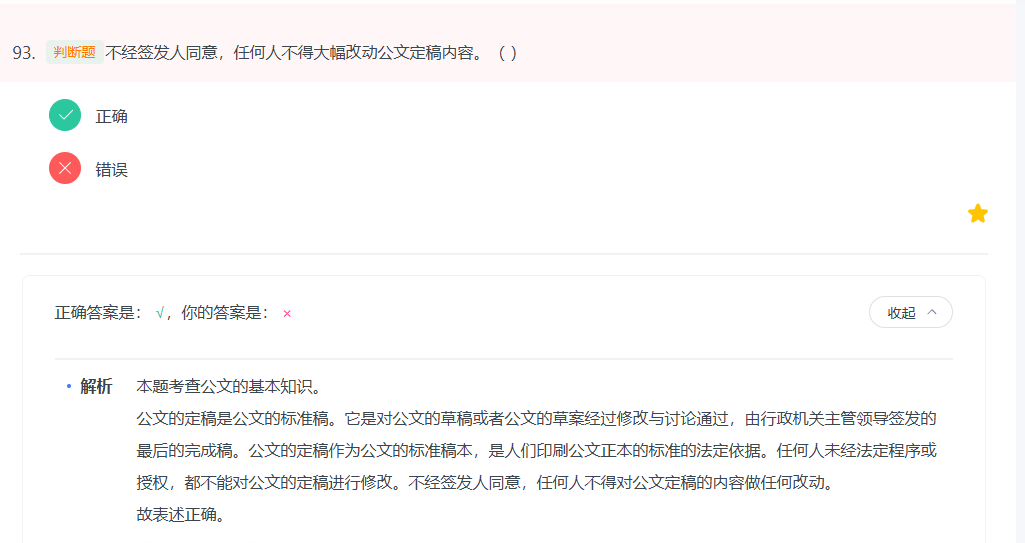 93. 判断题 不经签发人同意，任何人不得大幅改动公文定稿内容。（ ）
正确
错误
正确答案是： √，你的答案是： ×
收起
• 解析 本题考查公文的基本知识。
公文的定稿是公文的标准稿。它是对公文的草稿或者公文的草案经过修改与讨论通过，由行政机关主管领导签发的
最后的完成稿。公文的定稿作为公文的标准稿本，是人们印刷公文正本的标准的法定依据。任何人未经法定程序或
授权，都不能对公文的定稿进行修改。不经签发人同意，任何人不得对公文定稿的内容做任何改动。
故表述正确。